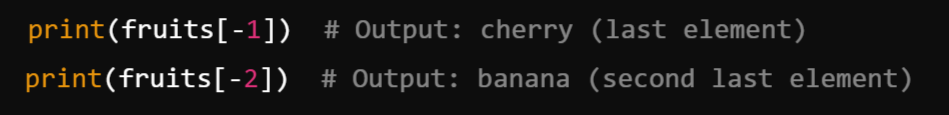 print(fruits[-1])  # Output: cherry (last element)
print(fruits[-2])  # Output: banana (second last element)